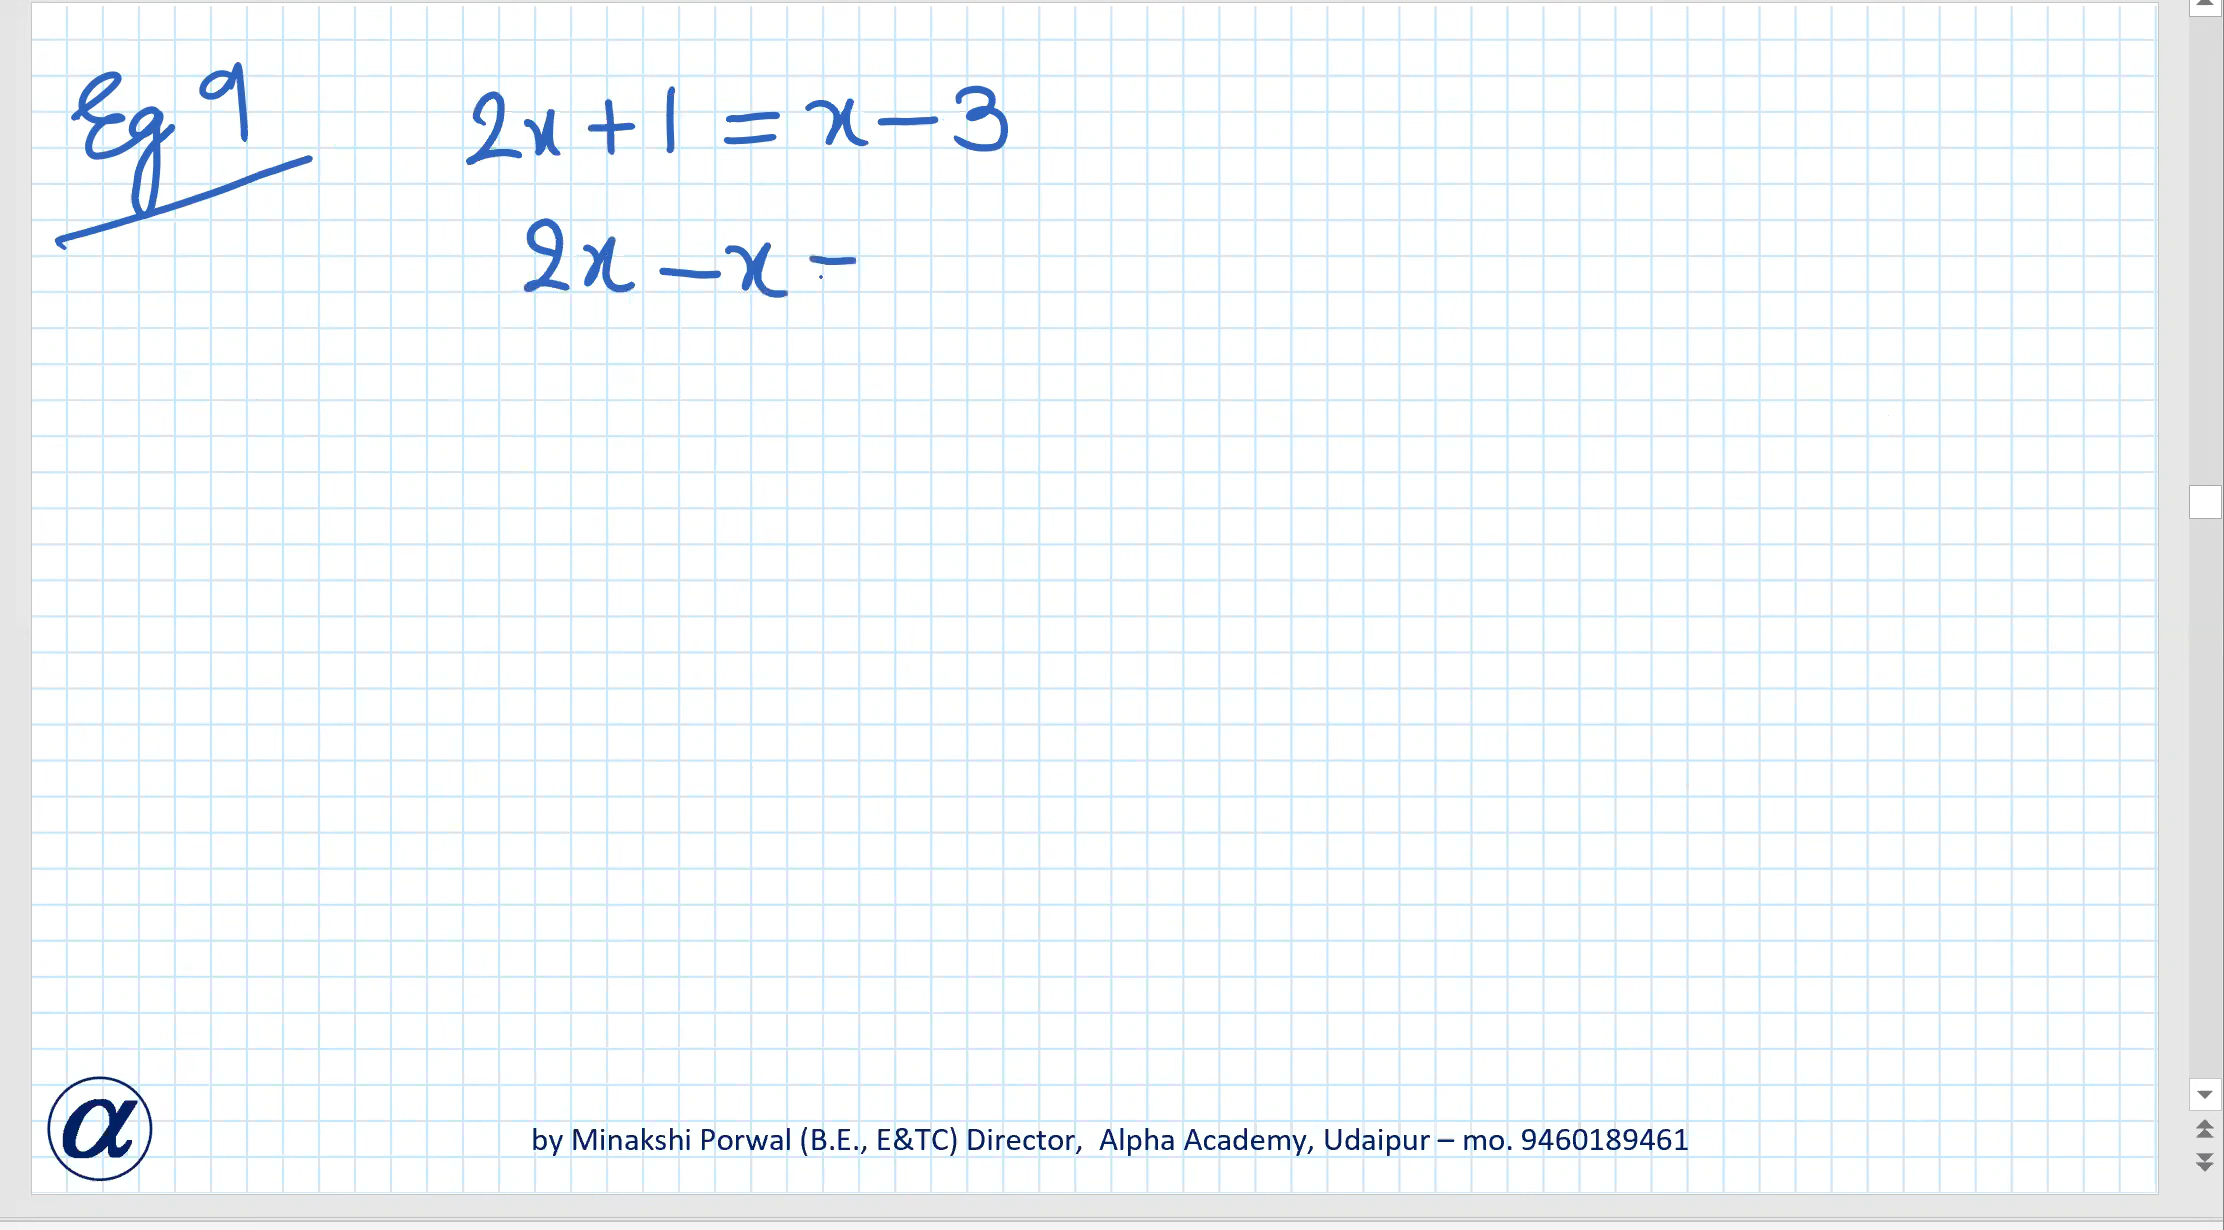 Eg 9
2x + 1 = x - 3
2x - x =
α
by Minakshi Porwal (B.E., E&TC) Director, Alpha Academy, Udaipur – mo. 9460189461